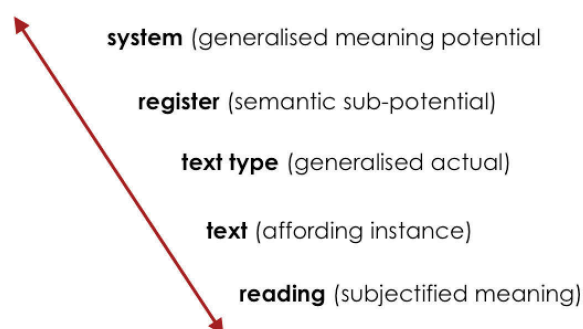 system (generalised meaning potential
register (semantic sub-potential)
text type (generalised actual)
text (affording instance)
reading (subjectified meaning)